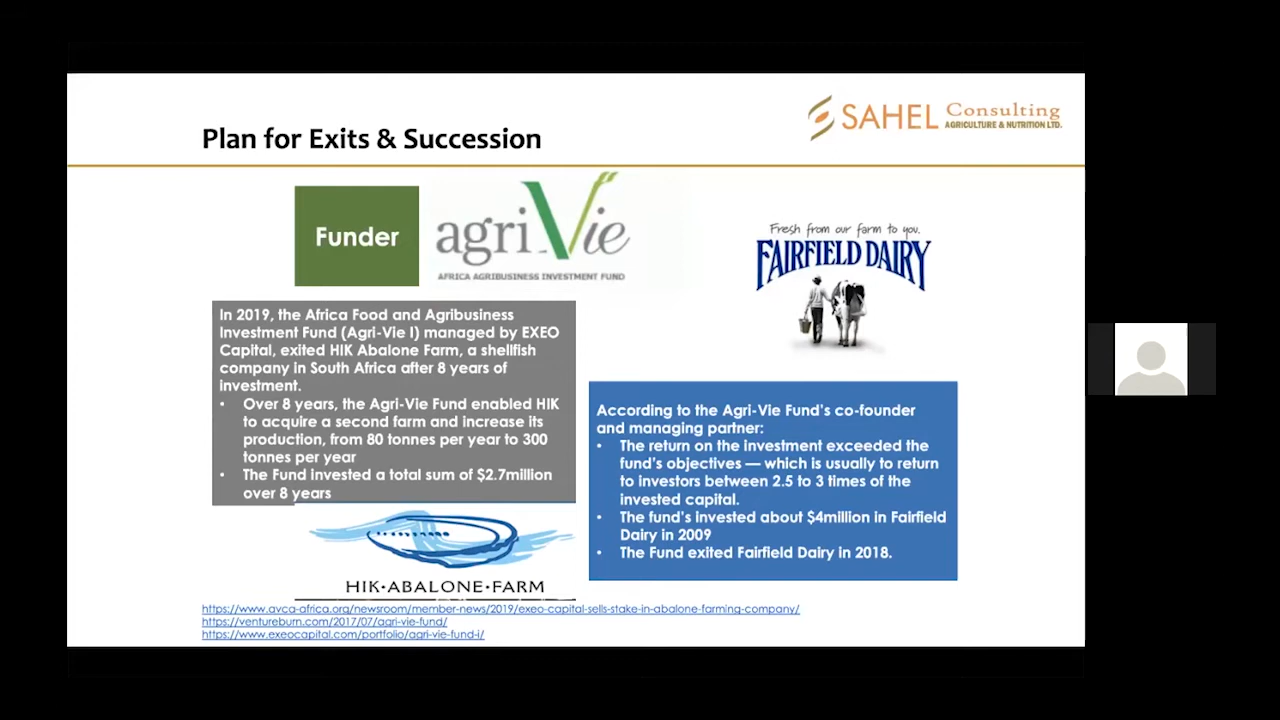 Plan for Exits & Succession
SAHEL Consulting
AGRICULTURE & NUTRITION LTD.
Funder
agriVie
AFRICA AGRIBUSINESS INVESTMENT FUND
Fresh from our farm to you.
FAIRFIELD DAIRY
In 2019, the Africa Food and Agribusiness
Investment Fund (Agri-Vie I) managed by EXEO
Capital, exited HIK Abalone Farm, a shellfish
company in South Africa after 8 years of
investment.
• Over 8 years, the Agri-Vie Fund enabled HIK
to acquire a second farm and increase its
production, from 80 tonnes per year to 300
tonnes per year
• The Fund invested a total sum of $2.7million
over 8 years
HIK·ABALONE·FARM
According to the Agri-Vie Fund's co-founder
and managing partner:
• The return on the investment exceeded the
fund's objectives — which is usually to return
to investors between 2.5 to 3 times of the
invested capital.
• The fund's invested about $4million in Fairfield
Dairy in 2009
• The Fund exited Fairfield Dairy in 2018.
https://www.avca-africa.org/newsroom/member-news/2019/exeo-capital-sells-stake-in-abalone-farming-company/
https://ventureburn.com/2017/07/agri-vie-fund/
https://www.exeocapital.com/portfolio/agri-vie-fund-i/